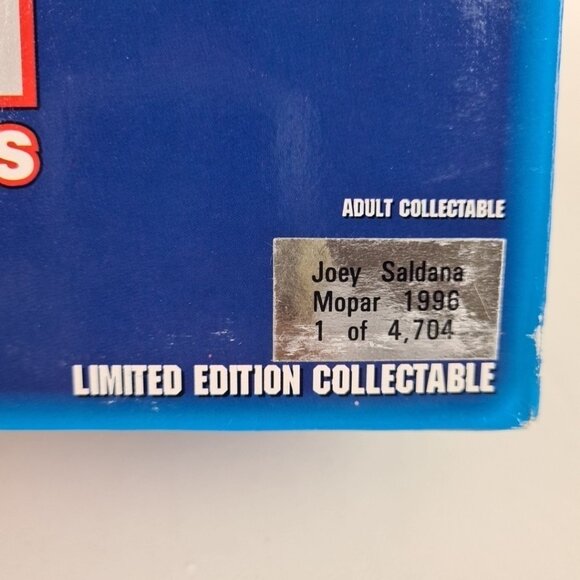 S
ADULT COLLECTABLE
Joey Saldana
Mopar 1996
1 of 4,704
LIMITED EDITION COLLECTABLE